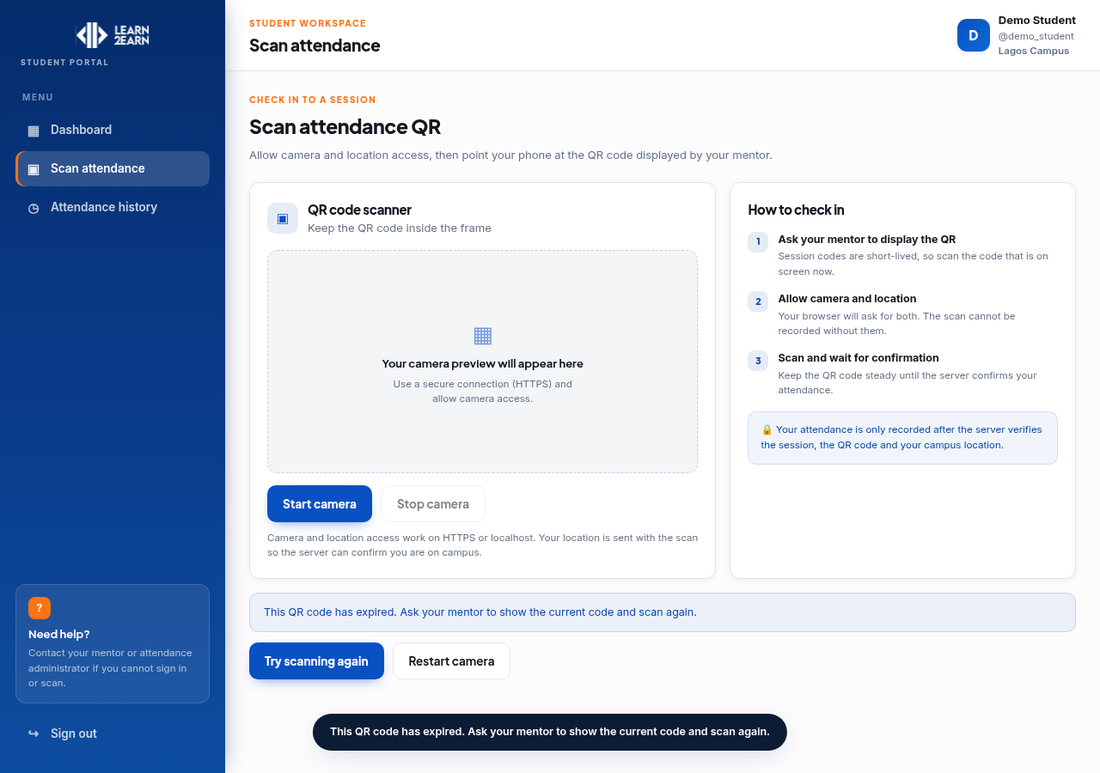 LEARN
2EARN
STUDENT PORTAL
MENU
Dashboard
Scan attendance
Attendance history
?
Need help?
Contact your mentor or attendance
administrator if you cannot sign in
or scan.
Sign out
STUDENT WORKSPACE
Scan attendance
D
Demo Student
@demo_student
Lagos Campus
CHECK IN TO A SESSION
Scan attendance QR
Allow camera and location access, then point your phone at the QR code displayed by your mentor.
QR code scanner
Keep the QR code inside the frame
Your camera preview will appear here
Use a secure connection (HTTPS) and
allow camera access.
Start camera
Stop camera
Camera and location access work on HTTPS or localhost. Your location is sent with the scan
so the server can confirm you are on campus.
How to check in
1
Ask your mentor to display the QR
Session codes are short-lived, so scan the code that is on
screen now.
2
Allow camera and location
Your browser will ask for both. The scan cannot be
recorded without them.
3
Scan and wait for confirmation
Keep the QR code steady until the server confirms your
attendance.
🔒 Your attendance is only recorded after the server verifies
the session, the QR code and your campus location.
This QR code has expired. Ask your mentor to show the current code and scan again.
Try scanning again
Restart camera
This QR code has expired. Ask your mentor to show the current code and scan again.